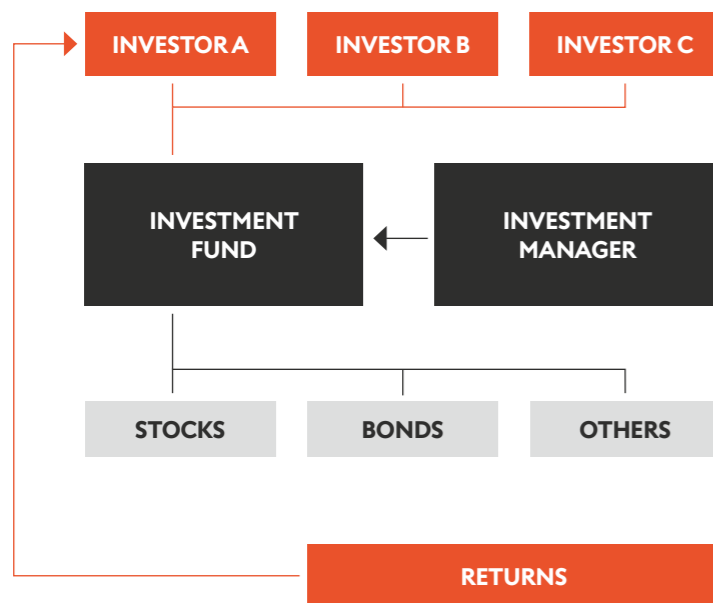 INVESTOR A
INVESTOR B
INVESTOR C
INVESTMENT
FUND
INVESTMENT
MANAGER
STOCKS
BONDS
OTHERS
RETURNS